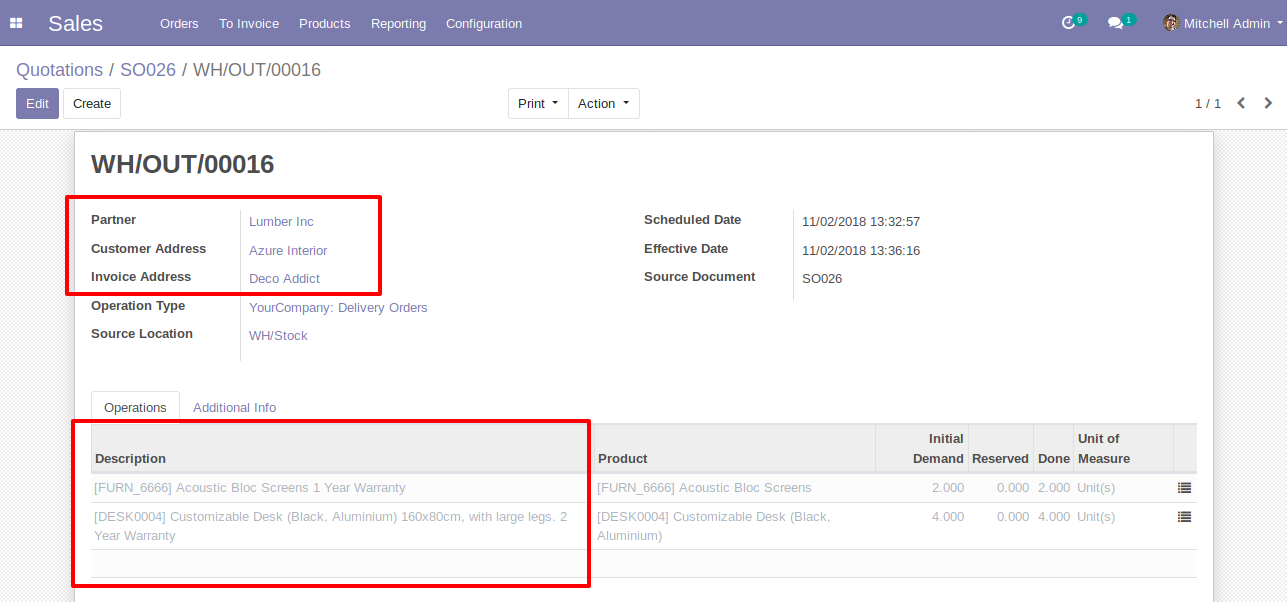 Sales Orders To Invoice Products Reporting Configuration 9 1 Mitchell Admin
Quotations / SO026 / WH/OUT/00016
Edit Create Print Action 1 / 1
WH/OUT/00016
Partner Lumber Inc Scheduled Date 11/02/2018 13:32:57
Customer Address Azure Interior Effective Date 11/02/2018 13:36:16
Invoice Address Deco Addict Source Document SO026
Operation Type YourCompany: Delivery Orders
Source Location WH/Stock
Operations Additional Info
Initial Unit of
Description Product Demand Reserved Done Measure
[FURN_6666] Acoustic Bloc Screens 1 Year Warranty [FURN_6666] Acoustic Bloc Screens 2.000 0.000 2.000 Unit(s)
[DESK0004] Customizable Desk (Black, Aluminium) 160x80cm, with large legs. 2 [DESK0004] Customizable Desk (Black, 4.000 0.000 4.000 Unit(s)
Year Warranty Aluminium)